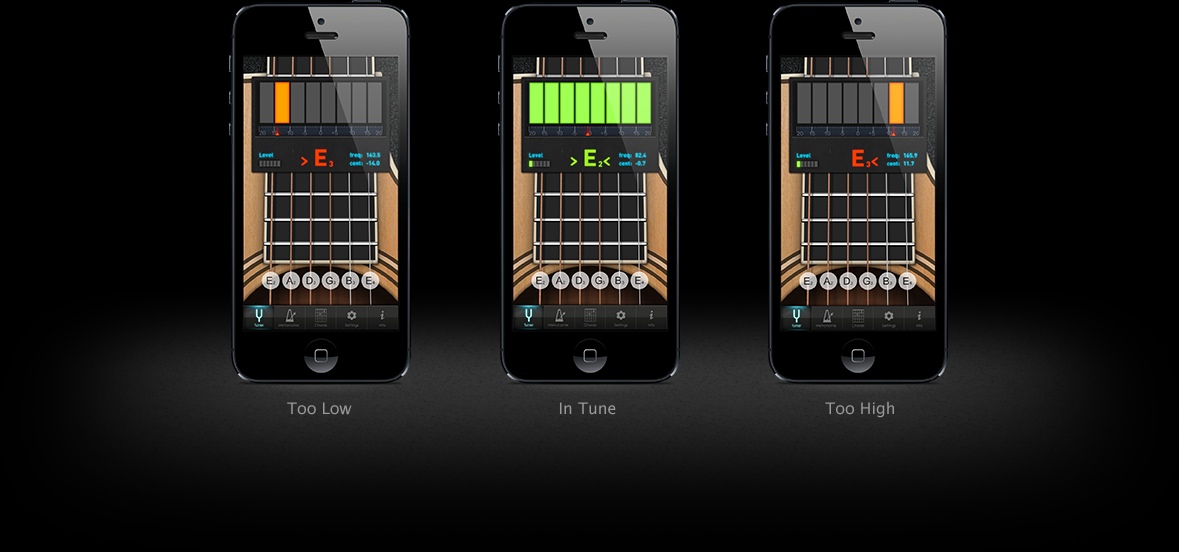 Level
> E3
freq: 163.5
cent: -14.0
E A D G B E
Tuner Metronome Chords Settings Info
Level
> E2 <
freq: 82.4
cent: -0.7
E A D G B E
Tuner Metronome Chords Settings Info
Level
E3 <
freq: 165.9
cent: 11.7
E A D G B E
Tuner Metronome Chords Settings Info
Too Low
In Tune
Too High